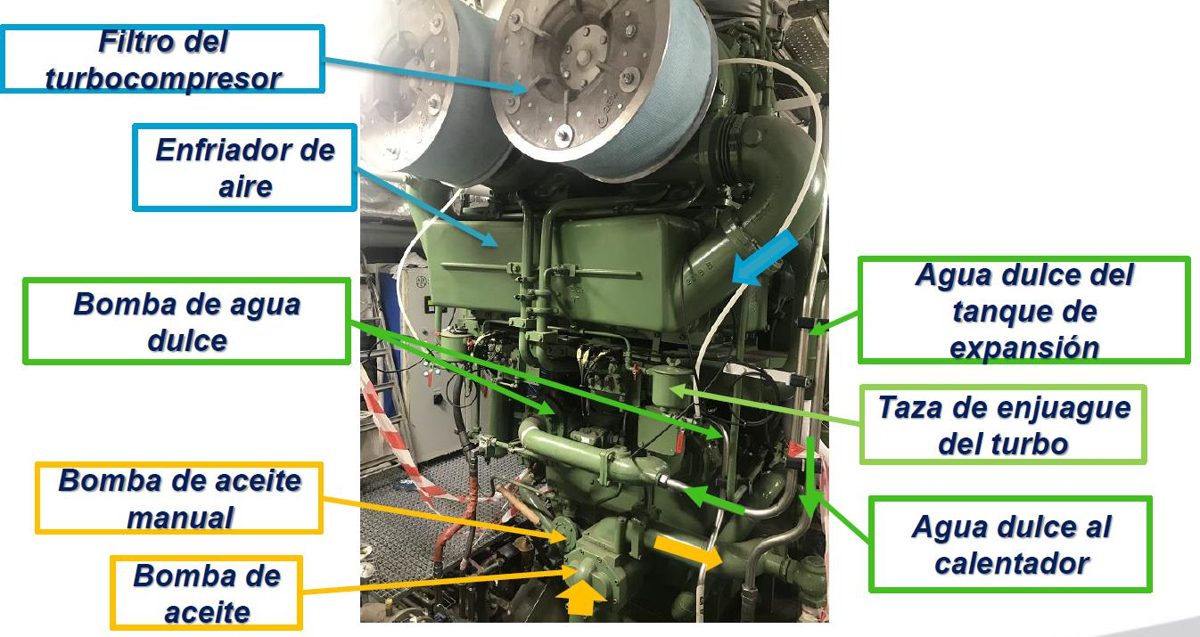 Filtro del
turbocompresor
Enfriador de
aire
Bomba de agua
dulce
Agua dulce del
tanque de
expansión
Taza de enjuague
del turbo
Bomba de aceite
manual
Agua dulce al
calentador
Bomba de
aceite